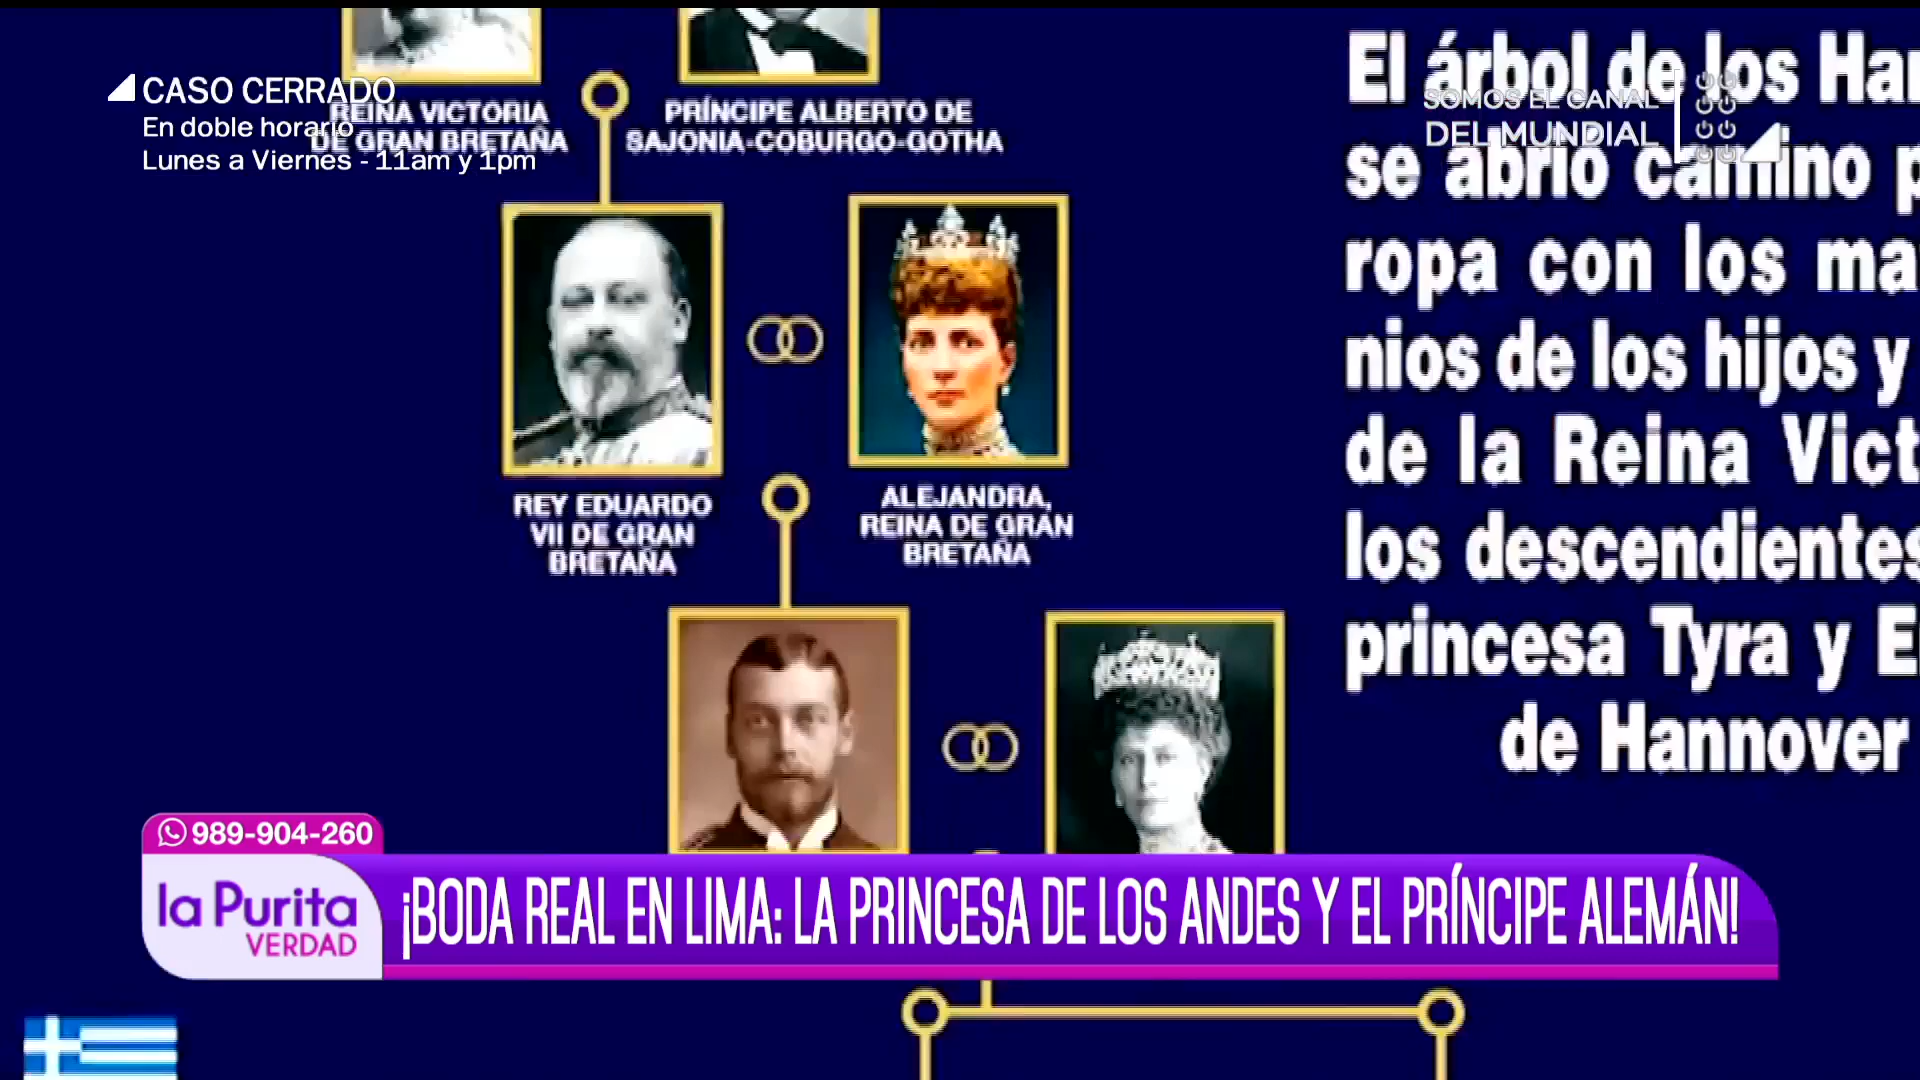 CASO CERRADO
En doble horario
Lunes a Viernes - 11am y 1pm
REINA VICTORIA
DE GRAN BRETAÑA
PRÍNCIPE ALBERTO DE
SAJONIA-COBURGO-GOTHA
SOMOS EL CANAL
DEL MUNDIAL
El árbol de los Han
se abrió camino p
ropa con los ma
nios de los hijos y
de la Reina Vict
los descendientes
princesa Tyra y E
de Hannover
REY EDUARDO
VII DE GRAN
BRETAÑA
ALEJANDRA,
REINA DE GRAN
BRETAÑA
989-904-260
la Purita
VERDAD
¡BODA REAL EN LIMA: LA PRINCESA DE LOS ANDES Y EL PRÍNCIPE ALEMÁN!